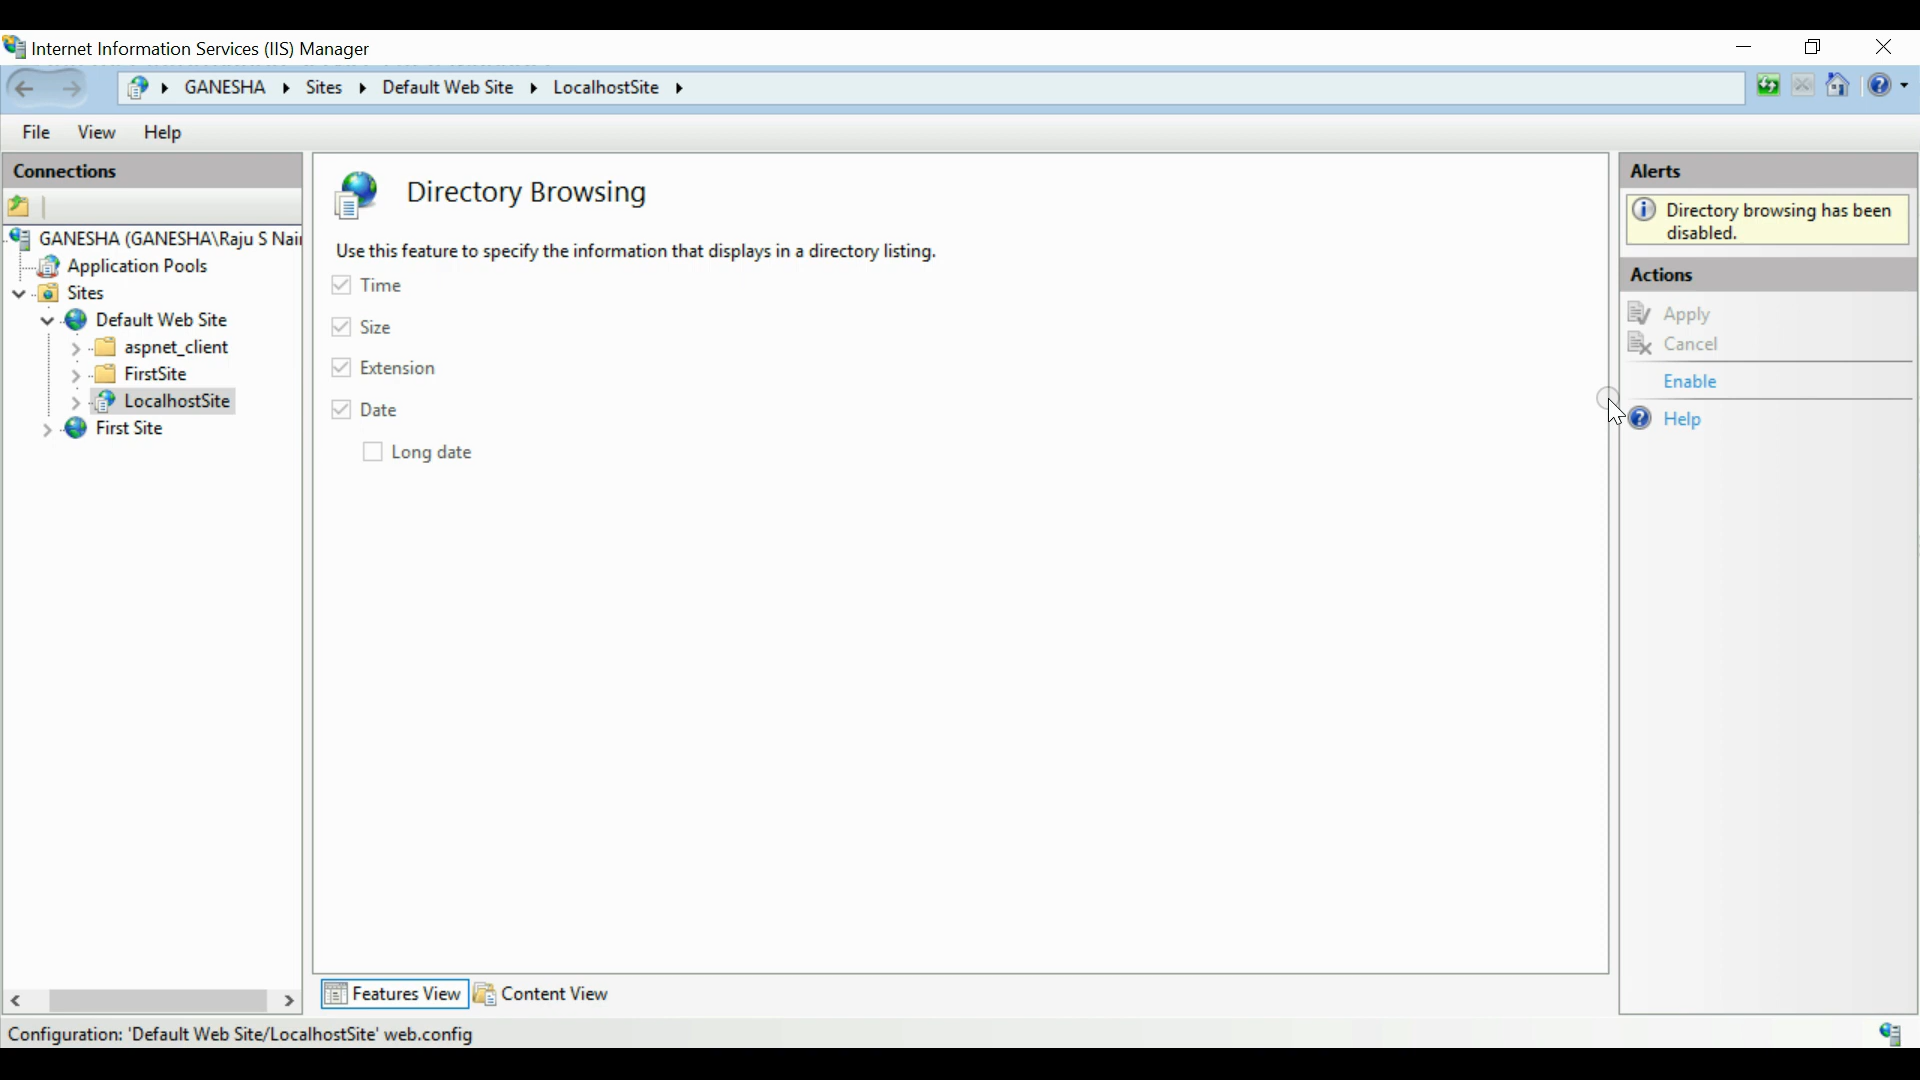 Internet Information Services (IIS) Manager
GANESHA Sites Default Web Site LocalhostSite
File View Help
Connections
GANESHA (GANESHA\Raju S Nair
Application Pools
Sites
Default Web Site
aspnet_client
FirstSite
LocalhostSite
First Site
Directory Browsing
Use this feature to specify the information that displays in a directory listing.
Time
Size
Extension
Date
Long date
Features View Content View
Alerts
Directory browsing has been
disabled.
Actions
Apply
Cancel
Enable
Help
Configuration: 'Default Web Site/LocalhostSite' web.config